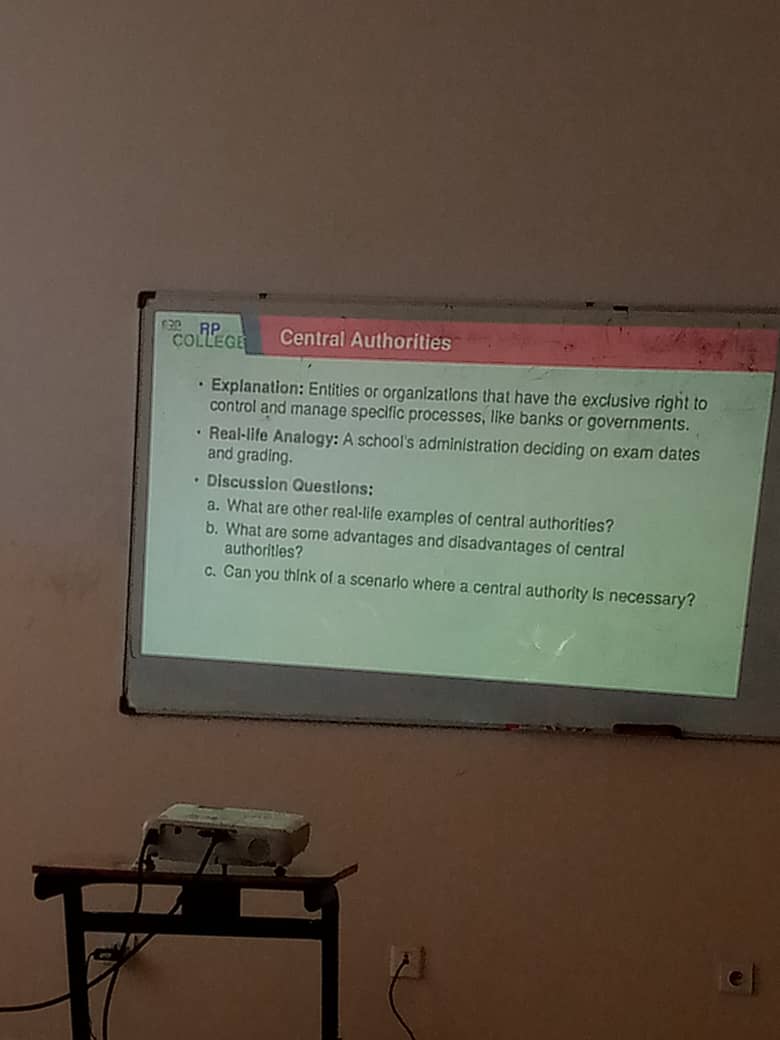 RP
COLLEGE
Central Authorities
• Explanation: Entities or organizations that have the exclusive right to
control and manage specific processes, like banks or governments.
• Real-life Analogy: A school's administration deciding on exam dates
and grading.
• Discussion Questions:
a. What are other real-life examples of central authorities?
b. What are some advantages and disadvantages of central
authorities?
c. Can you think of a scenario where a central authority is necessary?